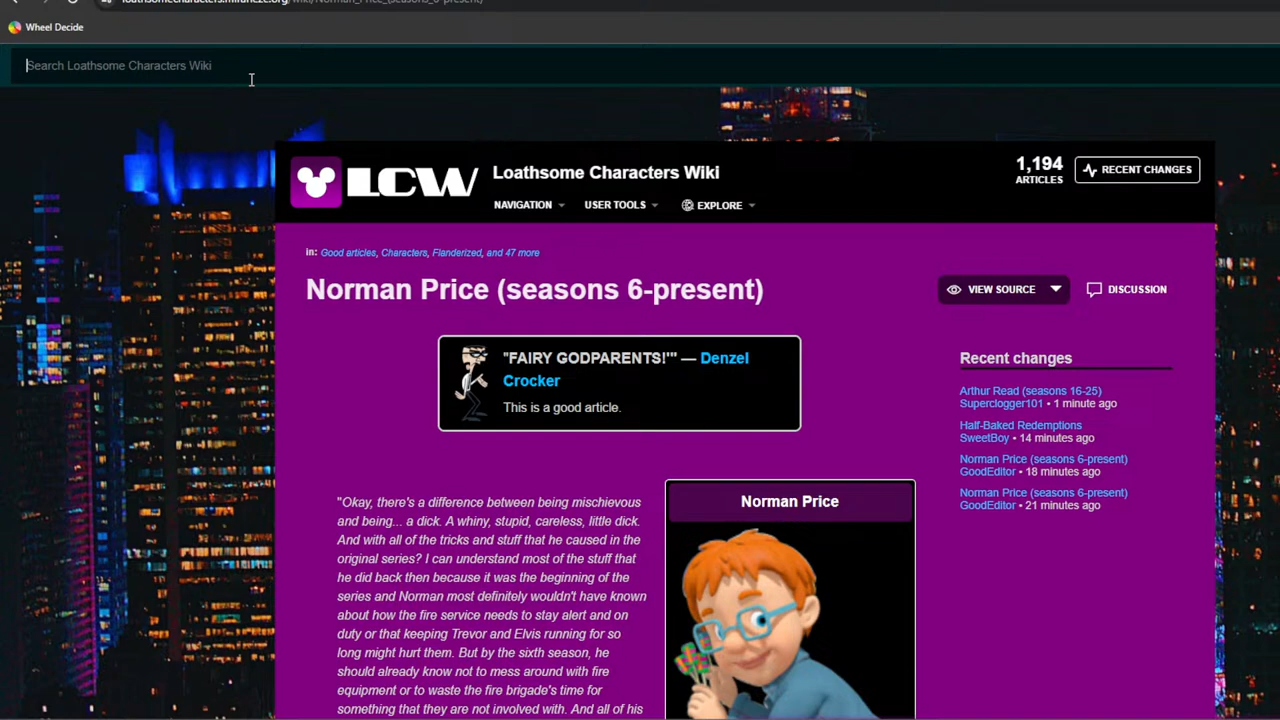 loathsomecharacters.miraheze.org/wiki/Norman_Price_(seasons_6-present)
Wheel Decide
Search Loathsome Characters Wiki
LCW
Loathsome Characters Wiki
1,194
ARTICLES
RECENT CHANGES
NAVIGATION
USER TOOLS
EXPLORE
in: Good articles, Characters, Flanderized, and 47 more
Norman Price (seasons 6-present)
VIEW SOURCE
DISCUSSION
"FAIRY GODPARENTS!'" — Denzel
Crocker
This is a good article.
Recent changes
Arthur Read (seasons 16-25)
Superclogger101 • 1 minute ago
Half-Baked Redemptions
SweetBoy • 14 minutes ago
Norman Price (seasons 6-present)
GoodEditor • 18 minutes ago
Norman Price (seasons 6-present)
GoodEditor • 21 minutes ago
"Okay, there's a difference between being mischievous
and being... a dick. A whiny, stupid, careless, little dick.
And with all of the tricks and stuff that he caused in the
original series? I can understand most of the stuff that
he did back then because it was the beginning of the
series and Norman most definitely wouldn't have known
about how the fire service needs to stay alert and on
duty or that keeping Trevor and Elvis running for so
long might hurt them. But by the sixth season, he
should already know not to mess around with fire
equipment or to waste the fire brigade's time for
something that they are not involved with. And all of his
Norman Price